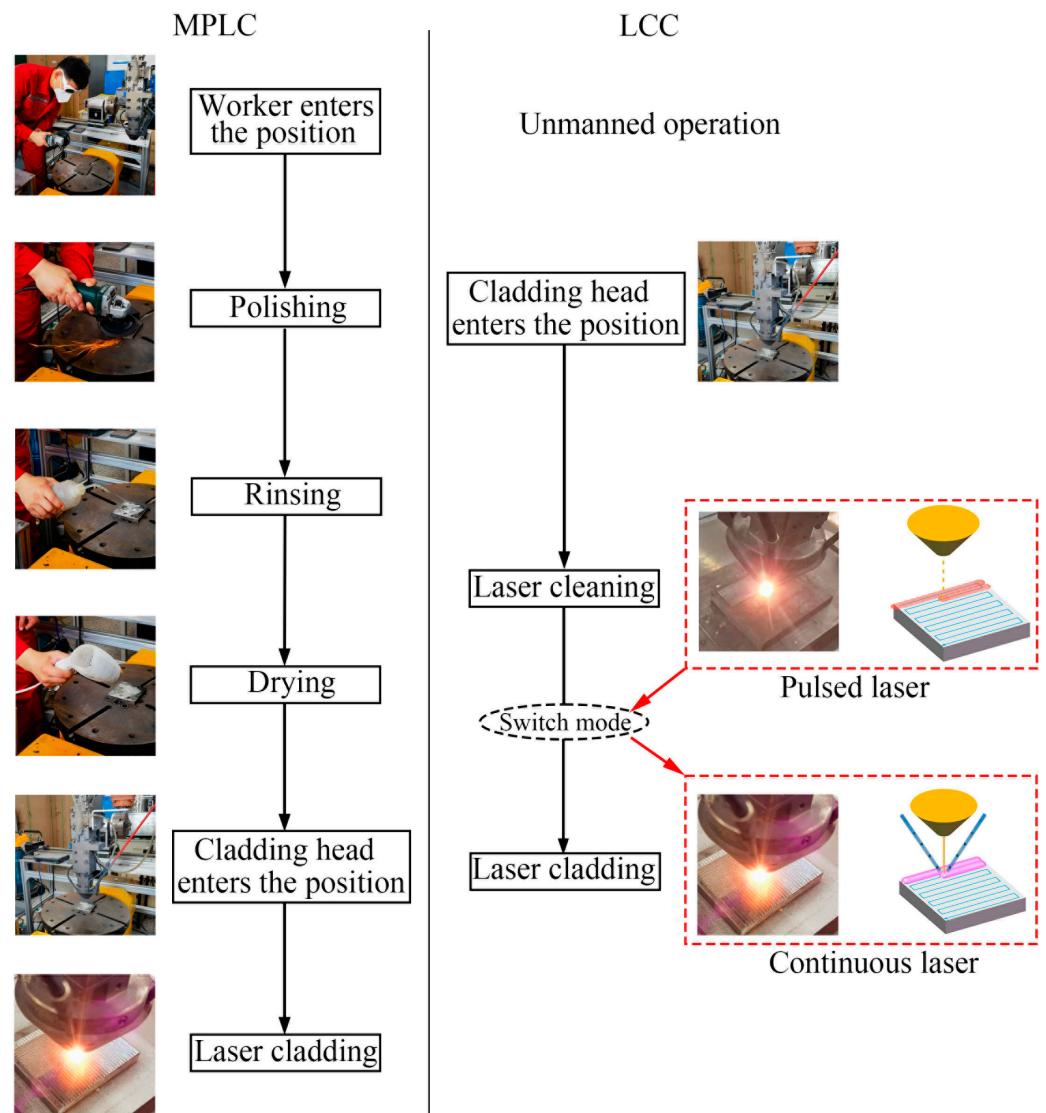 MPLC
Worker enters
the position
Polishing
Rinsing
Drying
Cladding head
enters the position
Laser cladding
LCC
Unmanned operation
Cladding head
enters the position
Laser cleaning
Pulsed laser
Switch mode
Laser cladding
Continuous laser